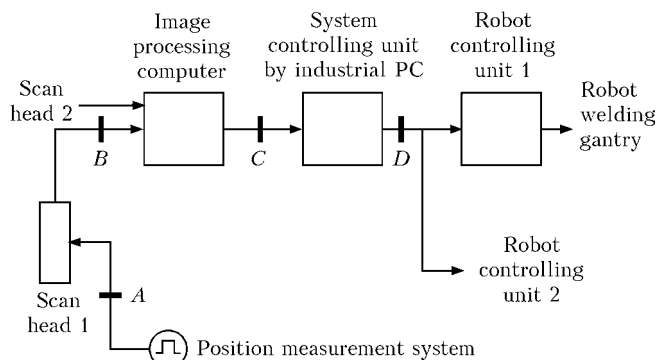 Image
processing
computer
System
controlling unit
by industrial PC
Robot
controlling
unit 1
Scan
head 2
Robot
welding
gantry
B
C
D
Scan
head 1
A
Robot
controlling
unit 2
Position measurement system